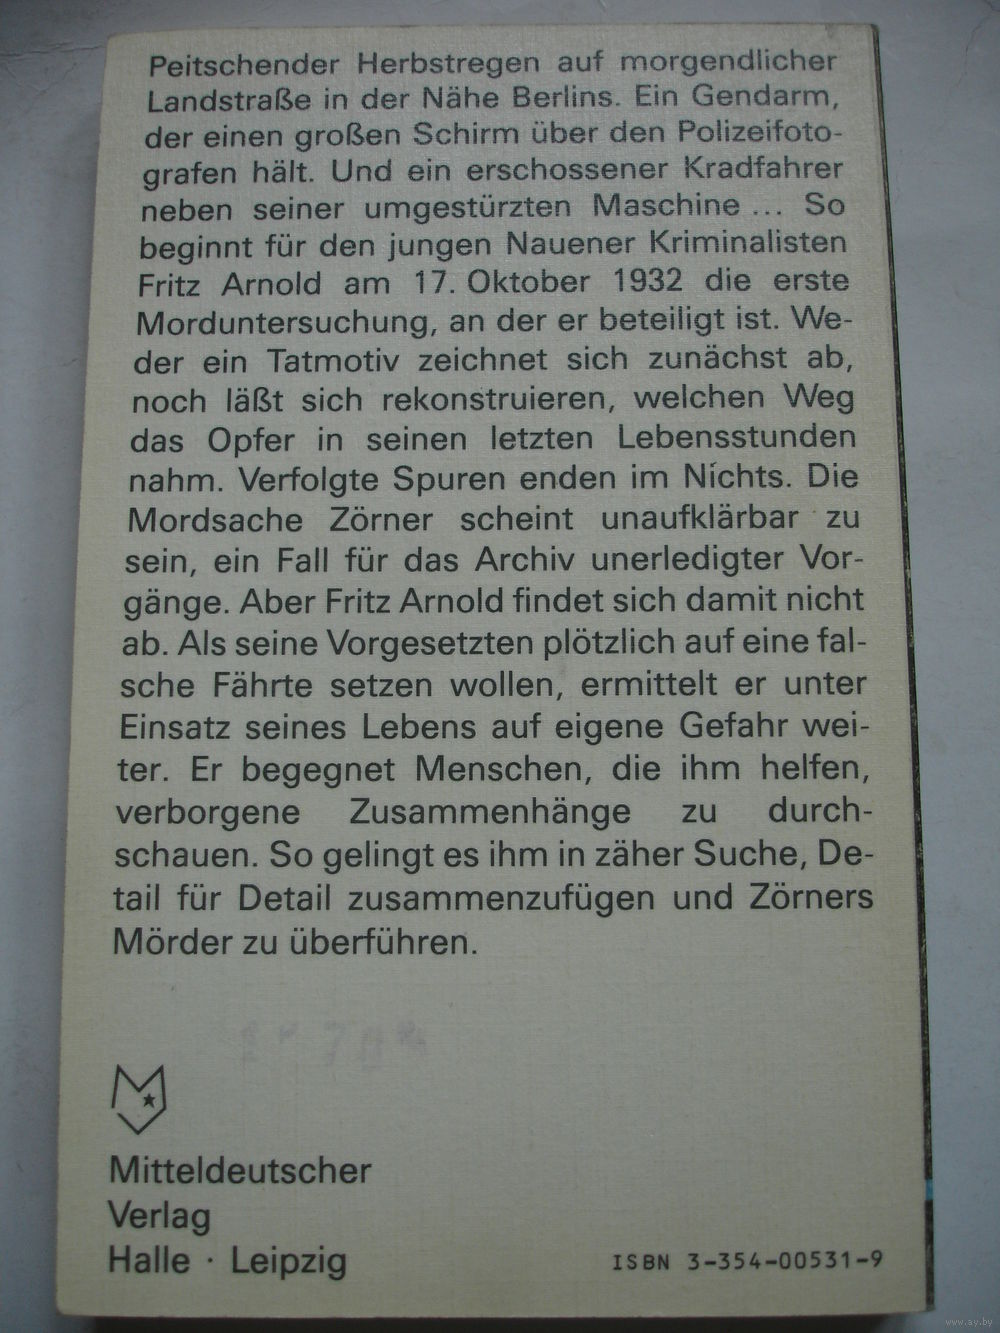 Peitschender Herbstregen auf morgendlicher
Landstraße in der Nähe Berlins. Ein Gendarm,
der einen großen Schirm über den Polizeifoto-
grafen hält. Und ein erschossener Kradfahrer
neben seiner umgestürzten Maschine ... So
beginnt für den jungen Nauener Kriminalisten
Fritz Arnold am 17. Oktober 1932 die erste
Morduntersuchung, an der er beteiligt ist. We-
der ein Tatmotiv zeichnet sich zunächst ab,
noch läßt sich rekonstruieren, welchen Weg
das Opfer in seinen letzten Lebensstunden
nahm. Verfolgte Spuren enden im Nichts. Die
Mordsache Zörner scheint unaufklärbar zu
sein, ein Fall für das Archiv unerledigter Vor-
gänge. Aber Fritz Arnold findet sich damit nicht
ab. Als seine Vorgesetzten plötzlich auf eine fal-
sche Fährte setzen wollen, ermittelt er unter
Einsatz seines Lebens auf eigene Gefahr wei-
ter. Er begegnet Menschen, die ihm helfen,
verborgene Zusammenhänge zu durch-
schauen. So gelingt es ihm in zäher Suche, De-
tail für Detail zusammenzufügen und Zörners
Mörder zu überführen.
Mitteldeutscher
Verlag
Halle · Leipzig
ISBN 3-354-00531-9
www.ay.by